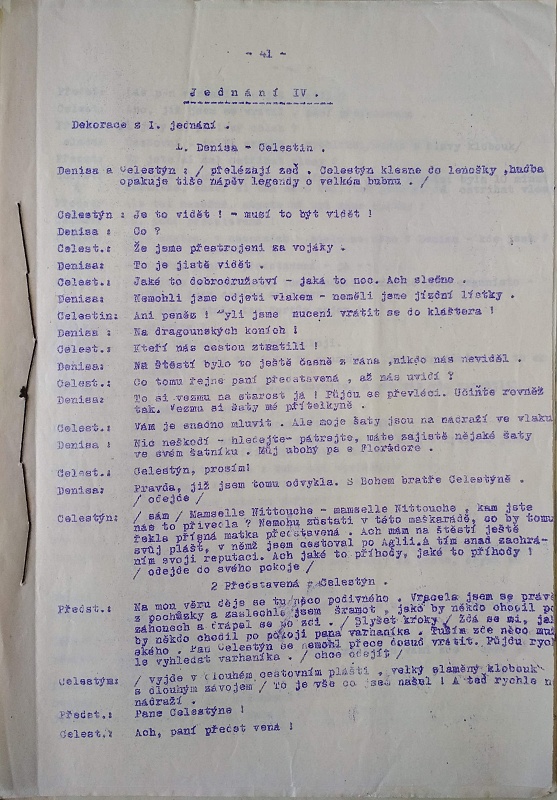 - 41 -
Jednání IV.
Dekorace z I. jednání .
1. Denisa - Celestin.
Denisa a Celestýn : / přelézají zeď . Celestýn klesne do lenošky , hudba
opakuje tiše nápěv legendy o velkém bubnu . /
Celestýn : Je to vidět ! - musí to být vidět !
Denisa : Co ?
Celest.: Že jsme přestrojeni za vojáky .
Denisa: To je jistě vidět .
Celest.: Jaké to dobrodružství - jaká to noc. Ach slečno .
Denisa: Nemohli jsme odjeti vlakem - neměli jsme jízdní lístky .
Celestin: Ani peněz ! Byli jsme nuceni vrátit se do kláštera !
Denisa : Na dragounských koních !
Celest.: Kteří nás cestou ztratili !
Denisa: Na štěstí bylo to ještě časně z rána ,nikdo nás neviděl .
Celest.: Co tomu řejne paní představená , až nás uvidí ?
Denisa: To si vezmu na starost já ! Půjdu se převléci. Učiňte rovněž
tak. Vezmu si šaty mé přítelkyně .
Celest.: Vám je snadno mluvit . Ale moje šaty jsou na nádraží ve vlaku
Denisa : Nic neškodí - hledejte- pátrejte, máte zajisté nějaké šaty
ve svém šatníku . Můj ubohý pa e Florádore .
Celest.: Celestýn, prosím!
Denisa: Pravda, již jsem tomu odvykla. S Bohem bratře Celestýně .
/ odejde /
Celestýn: / sám / Mamselle Nittouche - mamselle Nittouche , kam jste
nás to přivedla ? Nemohu zůstati v této maškarádě, co by tomu
řekla přísná matka představená . Ach mám na štěstí ještě
svůj plášť, v němž jsem cestoval po Aglii.A tím snad zachrá-
ním svoji reputaci. Ach jaké to příhody, jaké to příhody !
/ odejde do svého pokoje /
2 Představená - Celestýn .
Předst.: Na mou věru děje se tu něco podivného . Vracela jsem se práv
z pochůzky a zaslechla jsem šramot , jako by někdo chodil po
záhonech a drápal se po zdi . / Slyšet kroky / Zdá se mi, jak
by někdo chodil po pokoji pana varhaníka . Tuším zde něco mu
ského . Pan Celestýn se nemohl přece dosud vrátit. Půjdu rych
le vyhledat varhaníka . / chce odejít /
Celestým: / vyjde v dlouhém cestovním plášti , velký slaměný klobouk
s dlouhým závojem / To je vše co jsem našel ! A teď rychle n
nádraží .
Předst.: Pane Celestýne !
Celest.: Ach, paní předst vená !